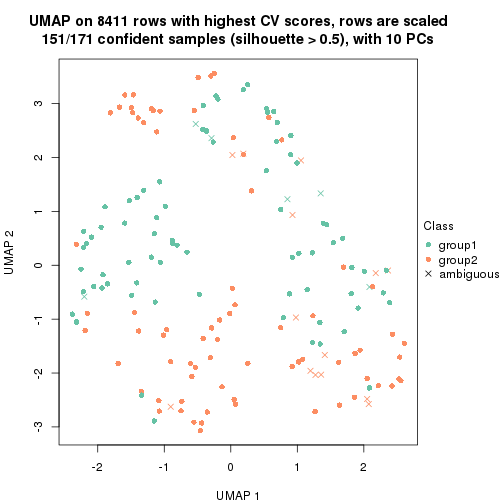 UMAP on 8411 rows with highest CV scores, rows are scaled
151/171 confident samples (silhouette > 0.5), with 10 PCs
UMAP 2
3
2
1
0
-1
-2
-3
-2
-1
0
1
2
UMAP 1
Class
group1
group2
ambiguous